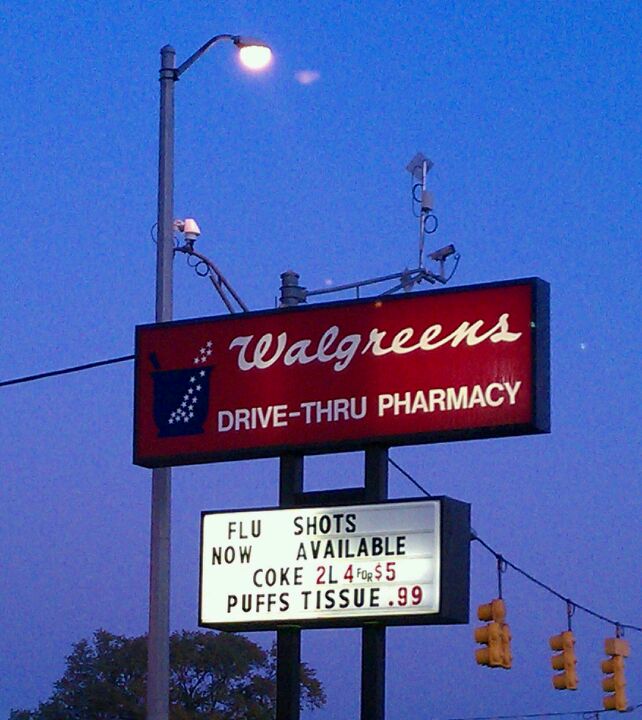 Walgreens
DRIVE-THRU PHARMACY
FLU SHOTS
NOW AVAILABLE
COKE 2L 4 FOR $5
PUFFS TISSUE .99